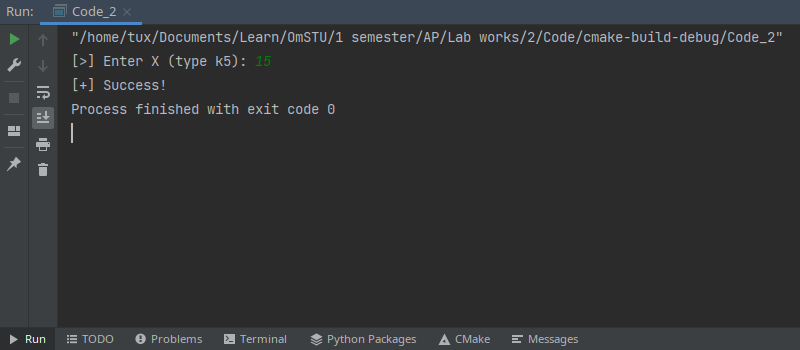 Run: Code_2
"/home/tux/Documents/Learn/OmSTU/1 semester/AP/Lab works/2/Code/cmake-build-debug/Code_2"
[>] Enter X (type k5): 15
[+] Success!
Process finished with exit code 0
Run TODO Problems Terminal Python Packages CMake Messages